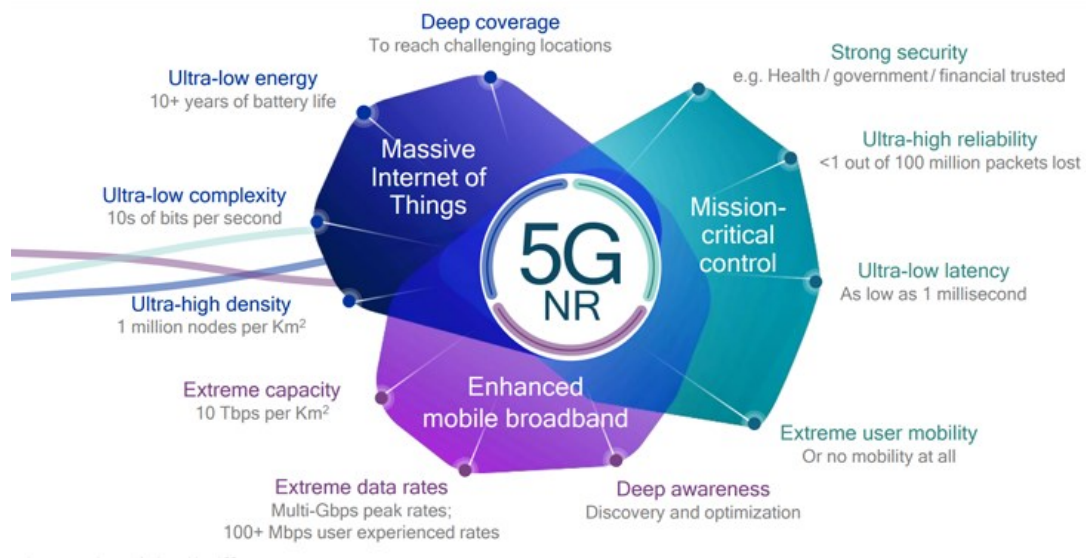 Deep coverage
To reach challenging locations
Strong security
e.g. Health / government / financial trusted
Ultra-low energy
10+ years of battery life
Ultra-high reliability
<1 out of 100 million packets lost
Massive
Internet of
Things
Ultra-low complexity
10s of bits per second
Mission-
critical
control
5G
NR
Ultra-low latency
As low as 1 millisecond
Ultra-high density
1 million nodes per Km²
Extreme capacity
10 Tbps per Km²
Enhanced
mobile broadband
Extreme user mobility
Or no mobility at all
Extreme data rates
Multi-Gbps peak rates;
100+ Mbps user experienced rates
Deep awareness
Discovery and optimization